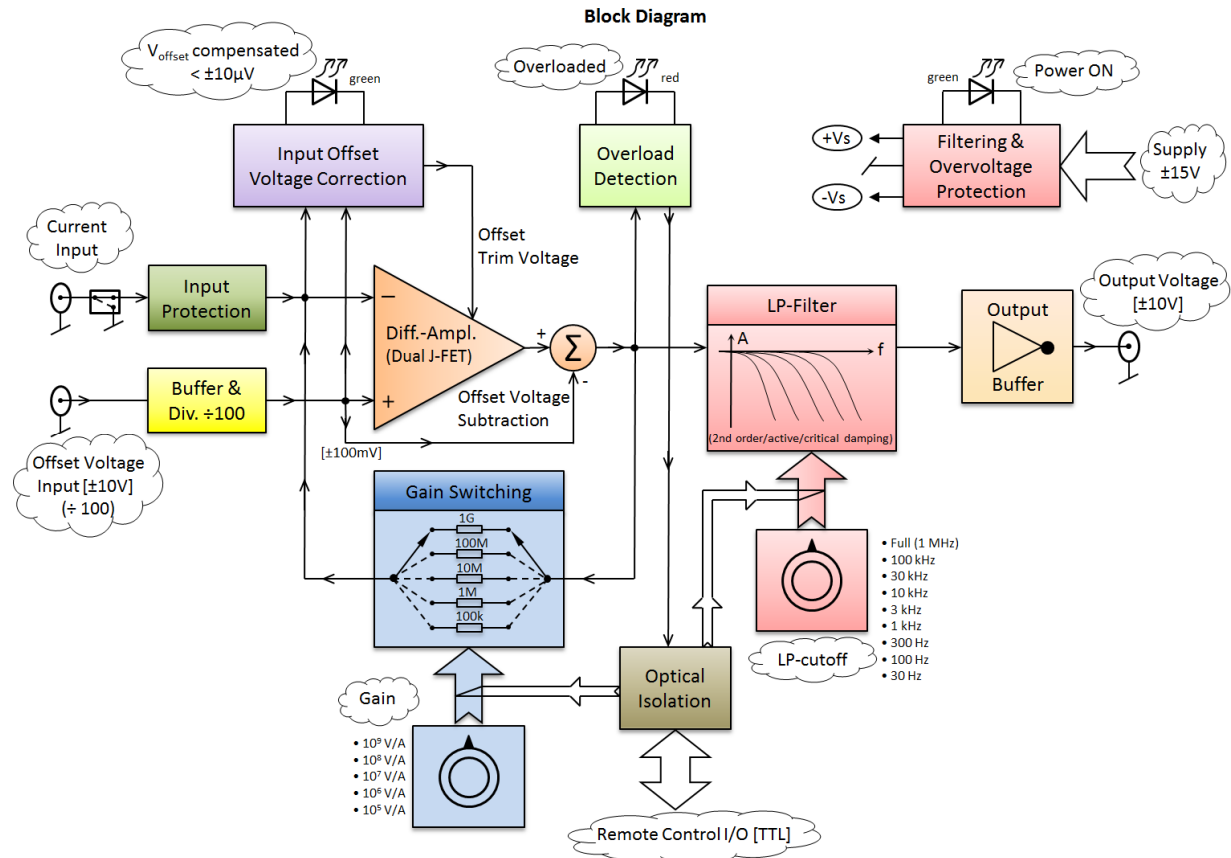 Block Diagram
V_offset compensated
< ±10µV
green
Overloaded
red
green
Power ON
Input Offset
Voltage Correction
Overload
Detection
+Vs
-Vs
Filtering &
Overvoltage
Protection
Supply
±15V
Current
Input
Input
Protection
Offset
Trim Voltage
−
Diff.-Ampl.
(Dual J-FET)
+
+
Σ
-
Offset Voltage
Subtraction
[±100mV]
LP-Filter
A
f
(2nd order/active/critical damping)
Output
Buffer
Output Voltage
[±10V]
Buffer &
Div. ÷100
Offset Voltage
Input [±10V]
(÷ 100)
Gain Switching
1G
100M
10M
1M
100k
• Full (1 MHz)
• 100 kHz
• 30 kHz
• 10 kHz
• 3 kHz
• 1 kHz
• 300 Hz
• 100 Hz
• 30 Hz
LP-cutoff
Optical
Isolation
Gain
• 10⁹ V/A
• 10⁸ V/A
• 10⁷ V/A
• 10⁶ V/A
• 10⁵ V/A
Remote Control I/O [TTL]